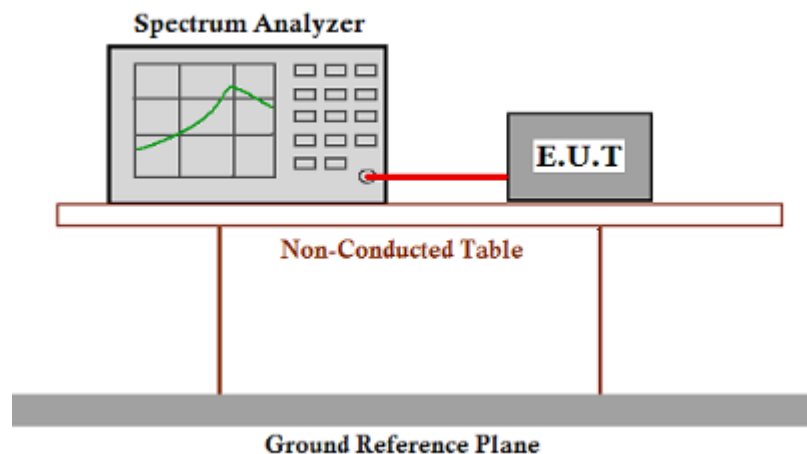 Spectrum Analyzer
E.U.T
Non-Conducted Table
Ground Reference Plane